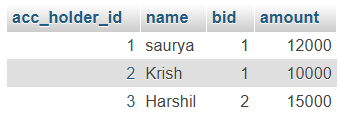 acc_holder_id name bid amount
1 saurya 1 12000
2 Krish 1 10000
3 Harshil 2 15000